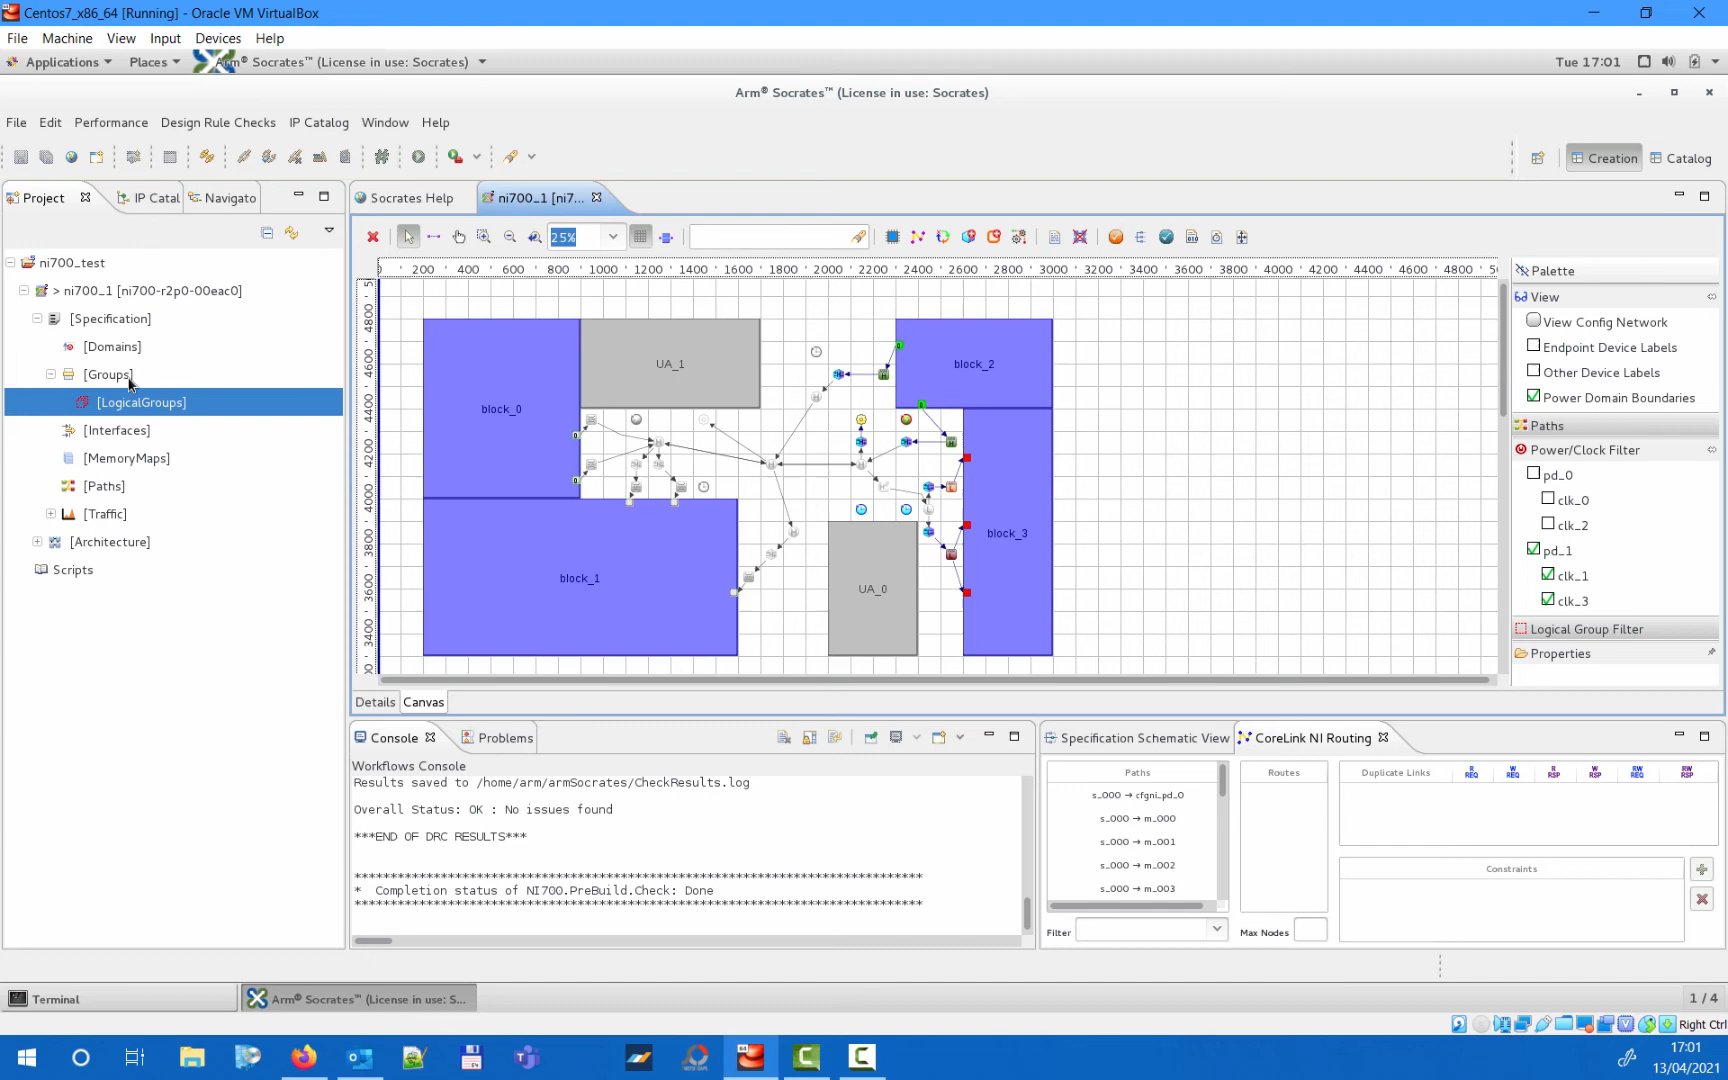 Centos7_x86_64 [Running] - Oracle VM VirtualBox
File Machine View Input Devices Help
Applications Places Arm® Socrates™ (License in use: Socrates) Tue 17:01
Arm® Socrates™ (License in use: Socrates)
File Edit Performance Design Rule Checks IP Catalog Window Help
Creation Catalog
Project IP Catal Navigato
Socrates Help ni700_1 [ni7...
25%
ni700_test
> ni700_1 [ni700-r2p0-00eac0]
[Specification]
[Domains]
[Groups]
[LogicalGroups]
[Interfaces]
[MemoryMaps]
[Paths]
[Traffic]
[Architecture]
Scripts
200 400 600 800 1000 1200 1400 1600 1800 2000 2200 2400 2600 2800 3000 3200 3400 3600 3800 4000 4200 4400 4600 4800
4800
4600
4400
4200
4000
3800
3600
3400
block_0
UA_1
block_2
block_1
UA_0
block_3
Palette
View
View Config Network
Endpoint Device Labels
Other Device Labels
Power Domain Boundaries
Paths
Power/Clock Filter
pd_0
clk_0
clk_2
pd_1
clk_1
clk_3
Logical Group Filter
Properties
Details Canvas
Console Problems
Workflows Console
Results saved to /home/arm/armSocrates/CheckResults.log
Overall Status: OK : No issues found
***END OF DRC RESULTS***
* Completion status of NI700.PreBuild.Check: Done
Specification Schematic View CoreLink NI Routing
Paths Routes Duplicate Links R REQ W REQ R RSP W RSP RW REQ RW RSP
s_000 → cfgni_pd_0
s_000 → m_000
s_000 → m_001
s_000 → m_002
s_000 → m_003
Constraints
Filter Max Nodes
Terminal Arm® Socrates™ (License in use: S... 1 / 4
Right Ctrl
17:01
13/04/2021